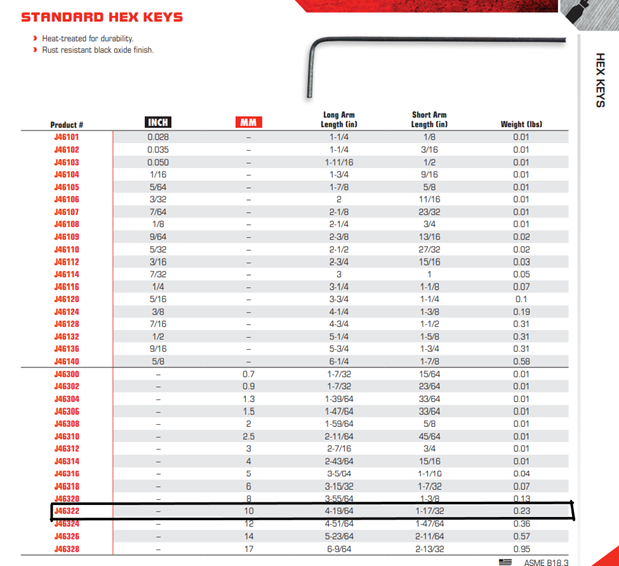 STANDARD HEX KEYS
Heat-treated for durability.
Rust resistant black oxide finish.
HEX KEYS
Product # INCH MM Long Arm Length (in) Short Arm Length (in) Weight (lbs)
J46101 0.028 – 1-1/4 1/8 0.01
J46102 0.035 – 1-1/4 3/16 0.01
J46103 0.050 – 1-11/16 1/2 0.01
J46104 1/16 – 1-3/4 9/16 0.01
J46105 5/64 – 1-7/8 5/8 0.01
J46106 3/32 – 2 11/16 0.01
J46107 7/64 – 2-1/8 23/32 0.01
J46108 1/8 – 2-1/4 3/4 0.01
J46109 9/64 – 2-3/8 13/16 0.02
J46110 5/32 – 2-1/2 27/32 0.02
J46112 3/16 – 2-3/4 15/16 0.03
J46114 7/32 – 3 1 0.05
J46116 1/4 – 3-1/4 1-1/8 0.07
J46120 5/16 – 3-3/4 1-1/4 0.1
J46124 3/8 – 4-1/4 1-3/8 0.19
J46128 7/16 – 4-3/4 1-1/2 0.31
J46132 1/2 – 5-1/4 1-5/8 0.31
J46136 9/16 – 5-3/4 1-3/4 0.31
J46140 5/8 – 6-1/4 1-7/8 0.58
J46300 – 0.7 1-7/32 15/64 0.01
J46302 – 0.9 1-7/32 23/64 0.01
J46304 – 1.3 1-39/64 33/64 0.01
J46306 – 1.5 1-47/64 33/64 0.01
J46308 – 2 1-59/64 5/8 0.01
J46310 – 2.5 2-11/64 45/64 0.01
J46312 – 3 2-7/16 3/4 0.01
J46314 – 4 2-43/64 15/16 0.01
J46316 – 5 3-5/64 1-1/16 0.04
J46318 – 6 3-15/32 1-7/32 0.07
J46320 – 8 3-55/64 1-3/8 0.13
J46322 – 10 4-19/64 1-17/32 0.23
J46324 – 12 4-51/64 1-47/64 0.36
J46326 – 14 5-23/64 2-11/64 0.57
J46328 – 17 6-9/64 2-13/32 0.95
ASME B18.3